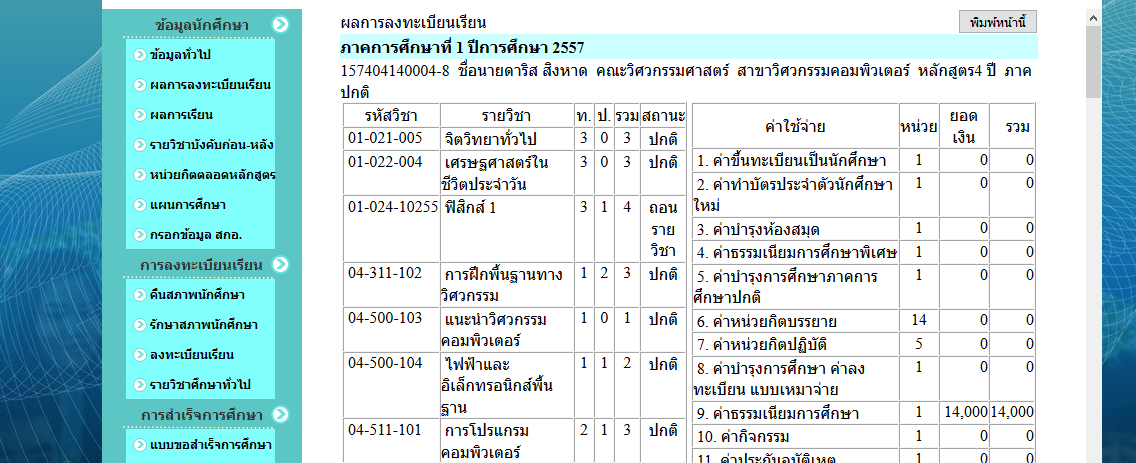 ข้อมูลนักศึกษา
ข้อมูลทั่วไป
ผลการลงทะเบียนเรียน
ผลการเรียน
รายวิชาบังคับก่อน-หลัง
หน่วยกิตตลอดหลักสูตร
แผนการศึกษา
กรอกข้อมูล สกอ.
การลงทะเบียนเรียน
คืนสภาพนักศึกษา
รักษาสภาพนักศึกษา
ลงทะเบียนเรียน
รายวิชาศึกษาทั่วไป
การสำเร็จการศึกษา
แบบขอสำเร็จการศึกษา
ผลการลงทะเบียนเรียน
พิมพ์หน้านี้
ภาคการศึกษาที่ 1 ปีการศึกษา 2557
157404140004-8 ชื่อนายดาริส สิงหาด คณะวิศวกรรมศาสตร์ สาขาวิศวกรรมคอมพิวเตอร์ หลักสูตร4 ปี ภาค
ปกติ
รหัสวิชา รายวิชา ท. ป. รวม สถานะ
01-021-005 จิตวิทยาทั่วไป 3 0 3 ปกติ
01-022-004 เศรษฐศาสตร์ใน 3 0 3 ปกติ
ชีวิตประจำวัน
01-024-10255 ฟิสิกส์ 1 3 1 4 ถอน
ราย
วิชา
04-311-102 การฝึกพื้นฐานทาง 1 2 3 ปกติ
วิศวกรรม
04-500-103 แนะนำวิศวกรรม 1 0 1 ปกติ
คอมพิวเตอร์
04-500-104 ไฟฟ้าและ 1 1 2 ปกติ
อิเล็กทรอนิกส์พื้น
ฐาน
04-511-101 การโปรแกรม 2 1 3 ปกติ
คอมพิวเตอร์
ค่าใช้จ่าย หน่วย ยอด รวม
เงิน
1. ค่าขึ้นทะเบียนเป็นนักศึกษา 1 0 0
2. ค่าทำบัตรประจำตัวนักศึกษา 1 0 0
ใหม่
3. ค่าบำรุงห้องสมุด 1 0 0
4. ค่าธรรมเนียมการศึกษาพิเศษ 1 0 0
5. ค่าบำรุงการศึกษาภาคการ 1 0 0
ศึกษาปกติ
6. ค่าหน่วยกิตบรรยาย 14 0 0
7. ค่าหน่วยกิตปฏิบัติ 5 0 0
8. ค่าบำรุงการศึกษา ค่าลง 1 0 0
ทะเบียน แบบเหมาจ่าย
9. ค่าธรรมเนียมการศึกษา 1 14,000 14,000
10. ค่ากิจกรรม 1 0 0
11. ค่าประกันอุบัติเหตุ 1 0 0